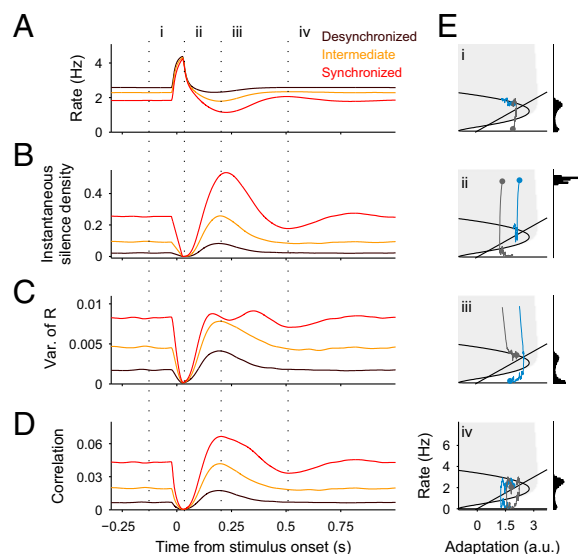 A
i
ii
iii
iv
Desynchronized
Intermediate
Synchronized
Rate (Hz)
4
2
0
B
Instantaneous
silence density
0.4
0.2
0
C
Var. of R
0.01
0.005
0
D
Correlation
0.06
0.03
0
-0.25
0
0.25
0.5
0.75
Time from stimulus onset (s)
E
i
ii
iii
iv
Rate (Hz)
6
4
2
0
0
1.5
3
Adaptation (a.u.)